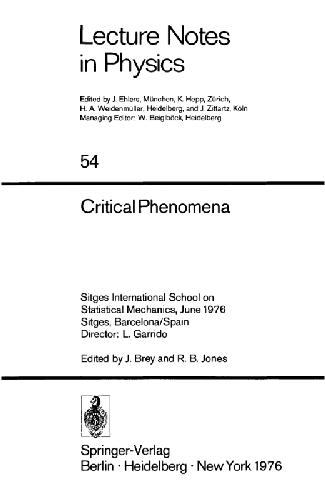 Lecture Notes
in Physics
Edited by J. Ehlers, München, K. Hepp, Zürich,
H. A. Weidenmüller, Heidelberg, and J. Zittartz, Köln
Managing Editor: W. Beiglböck, Heidelberg
54
Critical Phenomena
Sitges International School on
Statistical Mechanics, June 1976
Sitges, Barcelona/Spain
Director: L. Garrido
Edited by J. Brey and R. B. Jones
Springer-Verlag
Berlin · Heidelberg · New York 1976